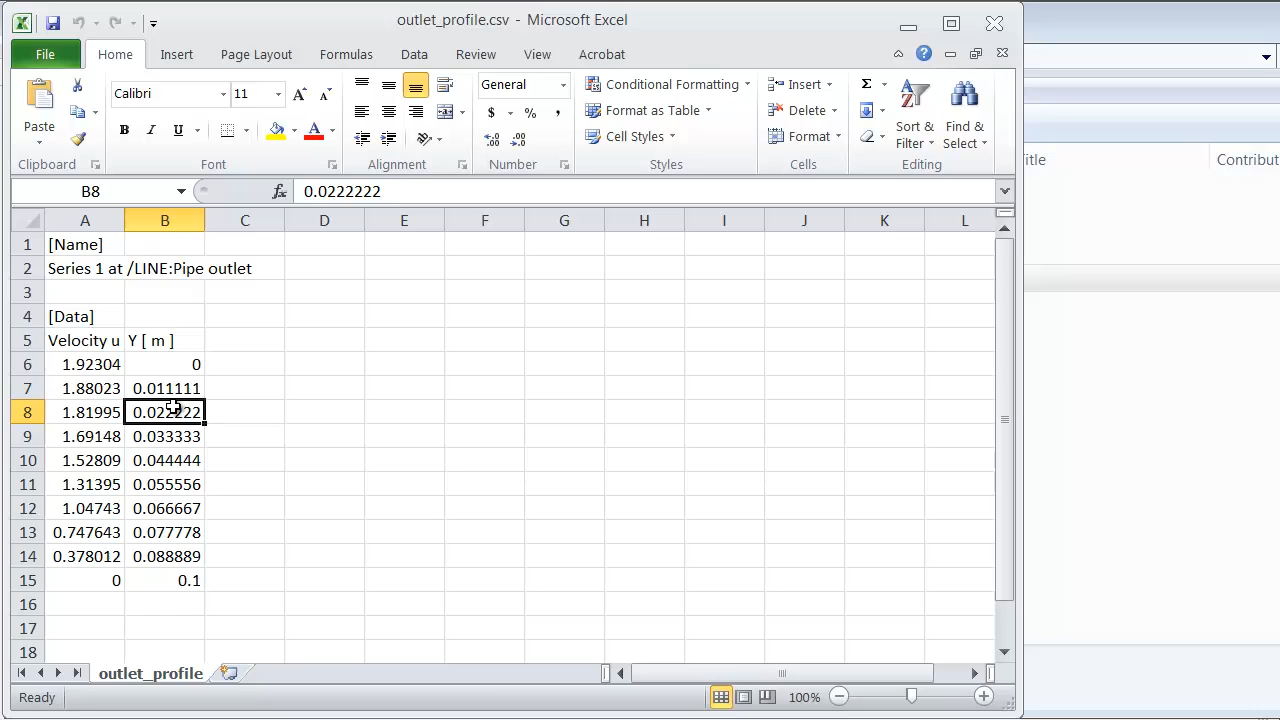 outlet_profile.csv - Microsoft Excel
File Home Insert Page Layout Formulas Data Review View Acrobat
Paste
Calibri 11
B I U
General
$ % ,
Conditional Formatting
Format as Table
Cell Styles
Insert
Delete
Format
Sort & Filter
Find & Select
Clipboard Font Alignment Number Styles Cells Editing
B8 fx 0.0222222
A B C D E F G H I J K L
1 [Name]
2 Series 1 at /LINE:Pipe outlet
3
4 [Data]
5 Velocity u Y [ m ]
6 1.92304 0
7 1.88023 0.011111
8 1.81995 0.022222
9 1.69148 0.033333
10 1.52809 0.044444
11 1.31395 0.055556
12 1.04743 0.066667
13 0.747643 0.077778
14 0.378012 0.088889
15 0 0.1
16
17
18
outlet_profile
Ready 100%
itle Contribut